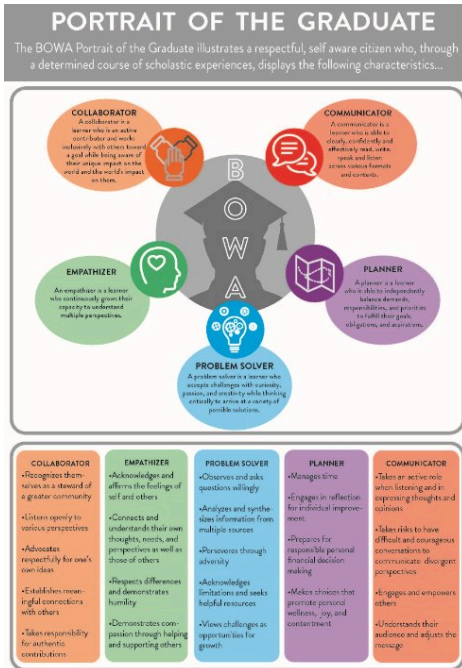 PORTRAIT OF THE GRADUATE
The BOWA Portrait of the Graduate illustrates a respectful, self aware citizen who, through
a determined course of scholastic experiences, displays the following characteristics...
COLLABORATOR
A collaborator is a
learner who is an active
contributor and works
inclusively with others toward
a goal while being aware of
their unique impact on the
world and the world's impact
on them.
COMMUNICATOR
A communicator is a
learner who is able to
clearly, confidently and
effectively read, write,
speak and listen
across various formats
and contexts.
BOWA
EMPATHIZER
An empathizer is a learner
who continuously grows their
capacity to understand
multiple perspectives.
PLANNER
A planner is a learner
who is able to independently
balance demands,
responsibilities, and priorities
to fulfill their goals,
obligations, and aspirations.
PROBLEM SOLVER
A problem solver is a learner who
accepts challenges with curiosity,
passion, and creativity while thinking
critically to arrive at a variety of
possible solutions.
COLLABORATOR
•Recognizes them-
selves as a steward of
a greater community
•Listens openly to
various perspectives
•Advocates
respectfully for one's
own ideas
•Establishes mean-
ingful connections
with others
•Takes responsibility
for authentic
contributions
EMPATHIZER
•Acknowledges and
affirms the feelings of
self and others
•Connects and
understands their own
thoughts, needs, and
perspectives as well as
those of others
•Respects differences
and demonstrates
humility
•Demonstrates com-
passion through helping
and supporting others
PROBLEM SOLVER
•Observes and asks
questions willingly
•Analyzes and synthe-
sizes information from
multiple sources
•Perseveres through
adversity
•Acknowledges
limitations and seeks
helpful resources
•Views challenges as
opportunities for
growth
PLANNER
•Manages time
•Engages in reflection
for individual improve-
ment
•Prepares for
responsible personal
financial decision
making
•Makes choices that
promote personal
wellness, joy, and
contentment
COMMUNICATOR
•Takes an active role
when listening and in
expressing thoughts and
opinions
•Takes risks to have
difficult and courageous
conversations to
communicate divergent
perspectives
•Engages and empowers
others
•Understands their
audience and adjusts the
message